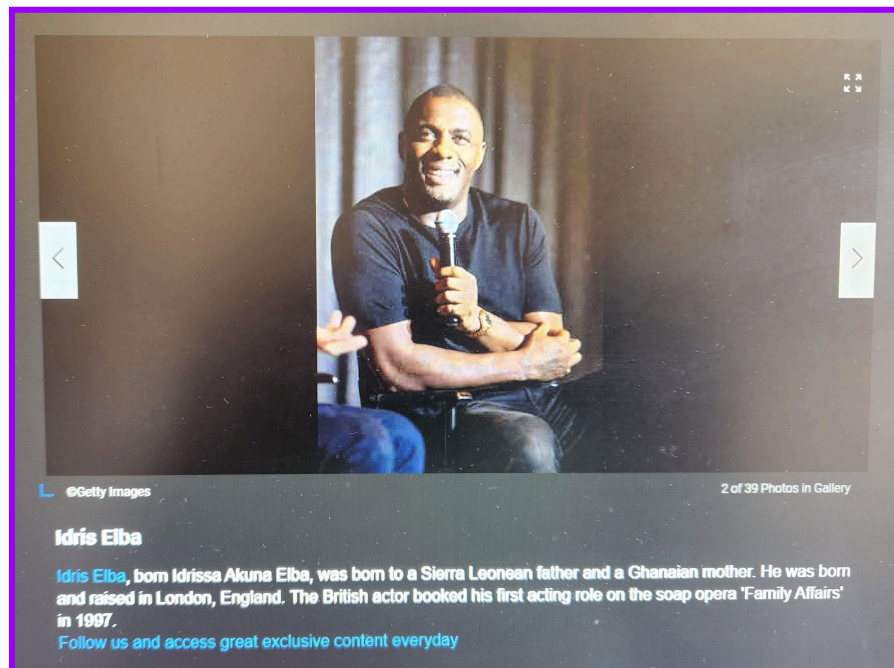 ©Getty Images
2 of 39 Photos in Gallery
Idris Elba
Idris Elba, born Idrissa Akuna Elba, was born to a Sierra Leonean father and a Ghanaian mother. He was born
and raised in London, England. The British actor booked his first acting role on the soap opera 'Family Affairs'
in 1997.
Follow us and access great exclusive content everyday